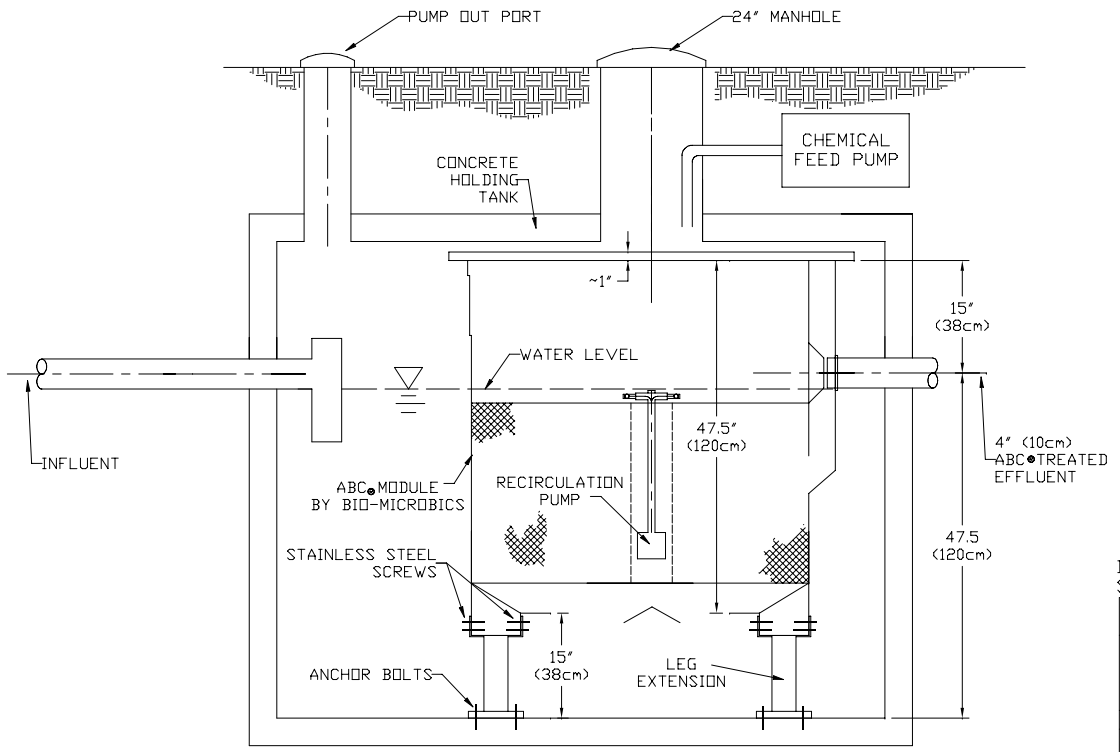 PUMP OUT PORT
24" MANHOLE
CHEMICAL
FEED PUMP
CONCRETE
HOLDING
TANK
~1"
15"
(38cm)
WATER LEVEL
47.5"
(120cm)
4" (10cm)
ABC®TREATED
EFFLUENT
INFLUENT
ABC® MODULE
BY BIO-MICROBICS
RECIRCULATION
PUMP
47.5
(120cm)
STAINLESS STEEL
SCREWS
15"
(38cm)
ANCHOR BOLTS
LEG
EXTENSION